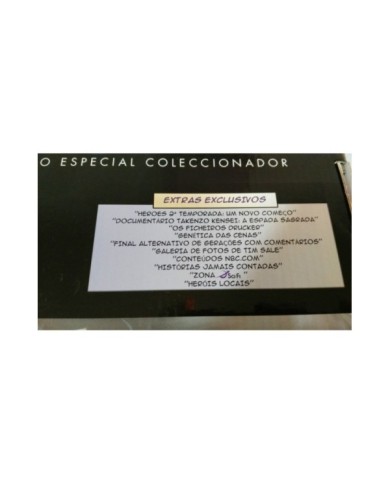 O ESPECIAL COLECCIONADOR
EXTRAS EXCLUSIVOS
"HEROES 2ª TEMPORADA: UM NOVO COMEÇO"
"DOCUMENTÁRIO TAKENZO KENSEI: A ESPADA SAGRADA"
"OS FICHEIROS DRUCKER"
"GENÉTICA DAS CENAS"
"FINAL ALTERNATIVO DE GERAÇÕES COM COMENTÁRIOS"
"GALERIA DE FOTOS DE TIM SALE"
"CONTEÚDOS NBC.COM"
"HISTÓRIAS JAMAIS CONTADAS"
"ZONA "
"HERÓIS LOCAIS"